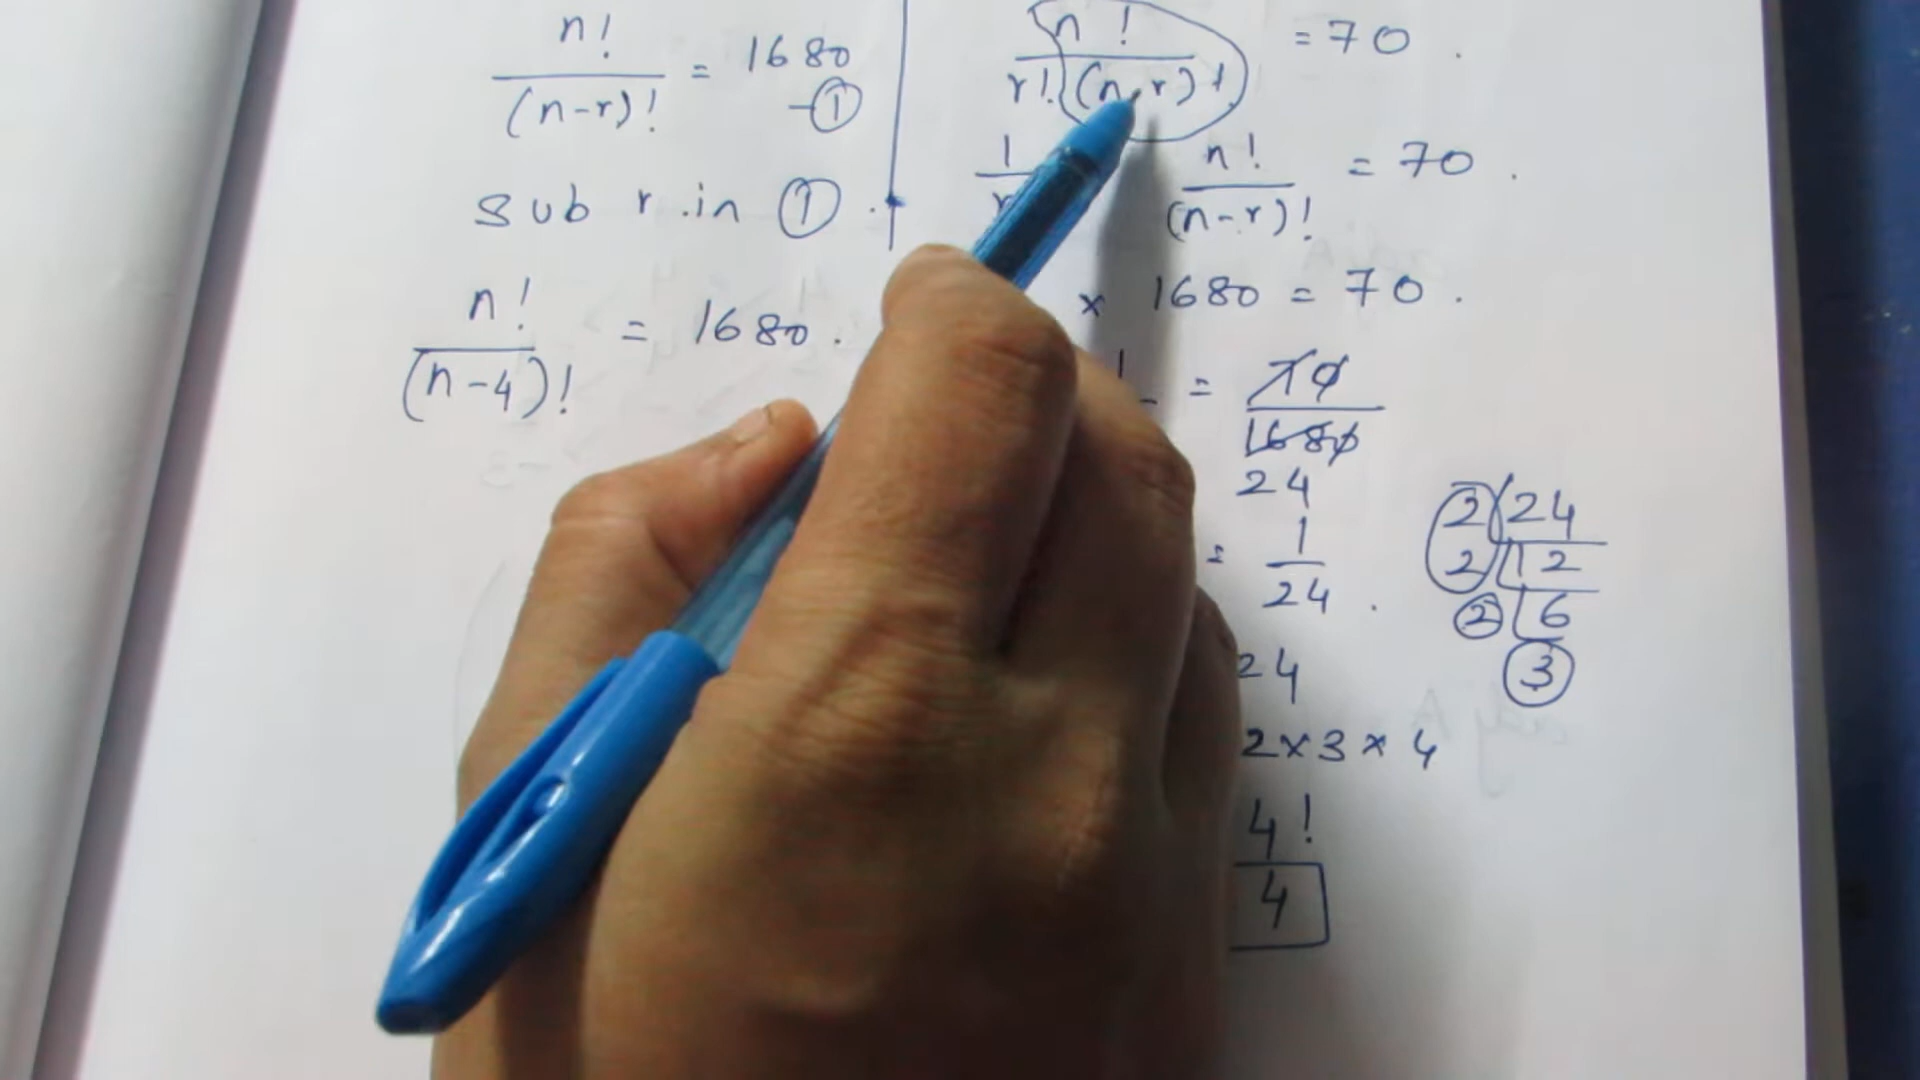 n!
(n-r)! = 1680 -①
sub r in ①.
n!
(n-4)! = 1680.
n!
r! (n-r)! = 70.
1 n!
(n-r)! = 70.
× 1680 = 70.
1 = 70
1680
24
= 1
24.
24
2×3×4
4!
4
2 24
2 12
2 6
3